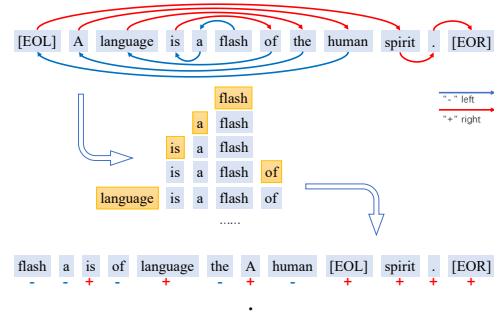 [EOL] A language is a flash of the human spirit . [EOR]
"-" left
"+" right
flash
a flash
is a flash
is a flash of
language is a flash of
......
flash a is of language the A human [EOL] spirit . [EOR]
- - + - + - + - + + + +
.